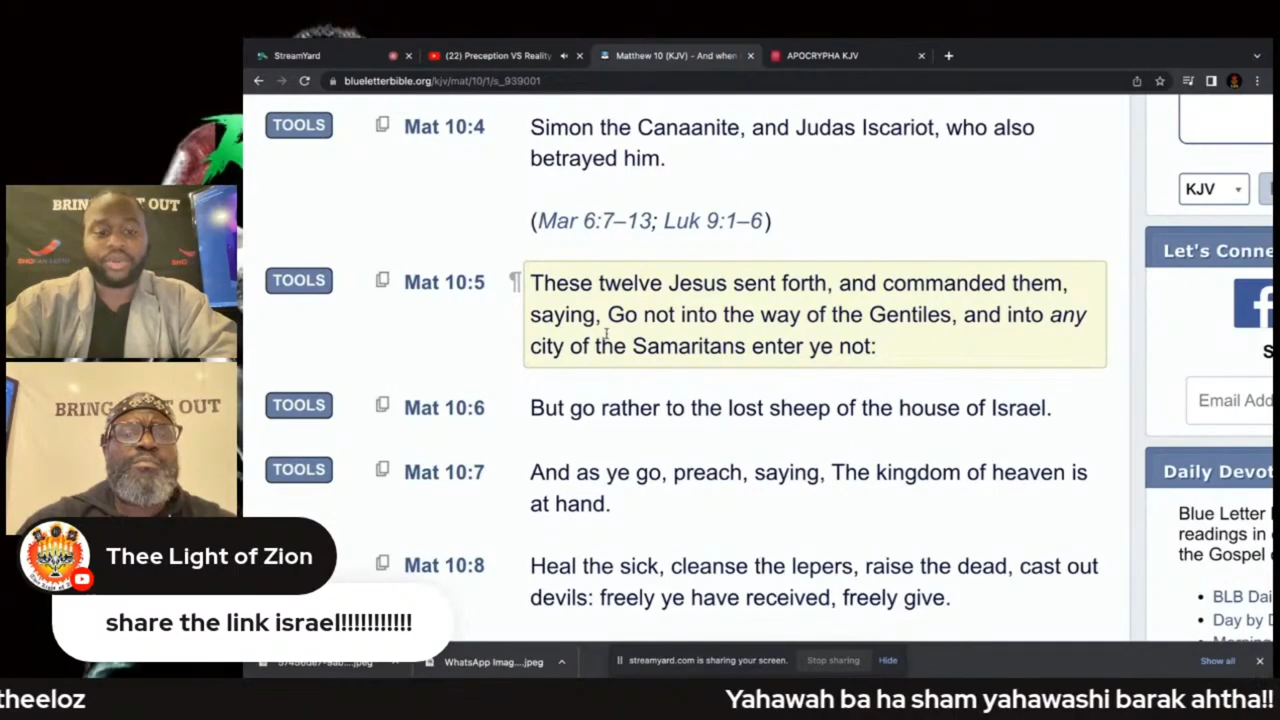 StreamYard
(22) Preception VS Reality
Matthew 10 (KJV) - And when
APOCRYPHA KJV
blueletterbible.org/kjv/mat/10/1/s_939001
TOOLS
Mat 10:4
Simon the Canaanite, and Judas Iscariot, who also
betrayed him.
(Mar 6:7–13; Luk 9:1–6)
TOOLS
Mat 10:5
¶
These twelve Jesus sent forth, and commanded them,
saying, Go not into the way of the Gentiles, and into any
city of the Samaritans enter ye not:
TOOLS
Mat 10:6
But go rather to the lost sheep of the house of Israel.
TOOLS
Mat 10:7
And as ye go, preach, saying, The kingdom of heaven is
at hand.
TOOLS
Mat 10:8
Heal the sick, cleanse the lepers, raise the dead, cast out
devils: freely ye have received, freely give.
KJV
Let's Conne
Email Add
Daily Devot
Blue Letter
readings in
the Gospel
BLB Dai
Day by
BRIN OUT
BRING OUT
Thee Light of Zion
share the link israel!!!!!!!!!!!
WhatsApp Imag....jpeg
streamyard.com is sharing your screen.
Stop sharing
Hide
Show all
theeloz
Yahawah ba ha sham yahawashi barak ahtha!!